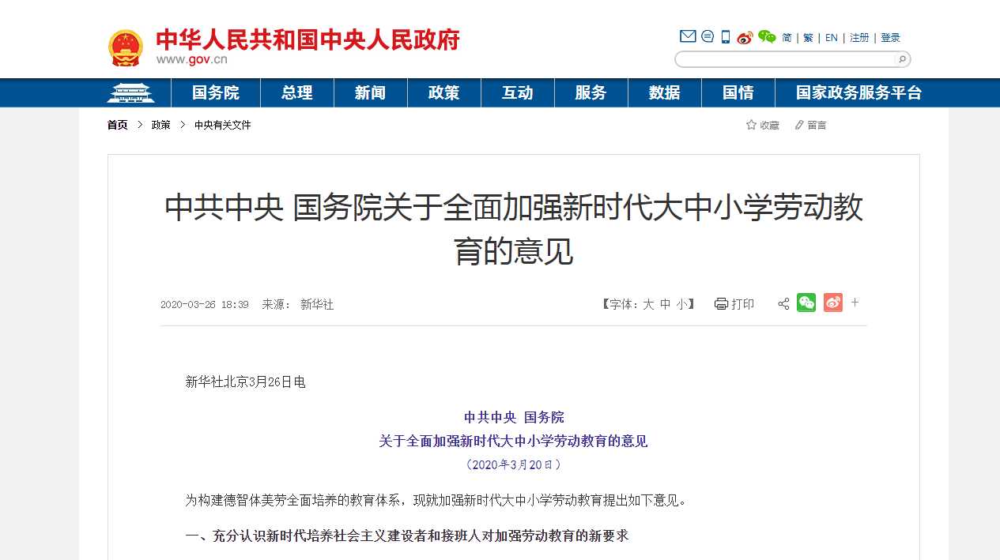 中华人民共和国中央人民政府
www.gov.cn
简 | 繁 | EN | 注册 | 登录
国务院 总理 新闻 政策 互动 服务 数据 国情 国家政务服务平台
首页 > 政策 > 中央有关文件
收藏 留言
中共中央 国务院关于全面加强新时代大中小学劳动教
育的意见
2020-03-26 18:39 来源： 新华社
【字体：大 中 小】 打印 +
新华社北京3月26日电
中共中央 国务院
关于全面加强新时代大中小学劳动教育的意见
（2020年3月20日）
为构建德智体美劳全面培养的教育体系，现就加强新时代大中小学劳动教育提出如下意见。
一、充分认识新时代培养社会主义建设者和接班人对加强劳动教育的新要求